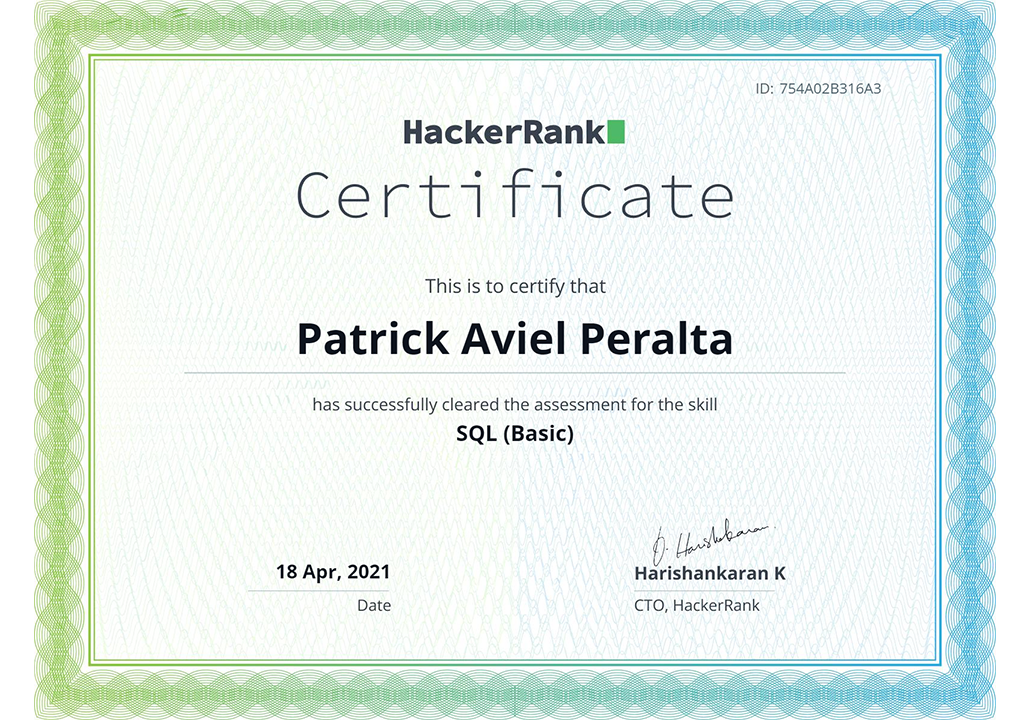 ID: 754A02B316A3
HackerRank
Certificate
This is to certify that
Patrick Aviel Peralta
has successfully cleared the assessment for the skill
SQL (Basic)
18 Apr, 2021
Date
Harishankaran K
CTO, HackerRank